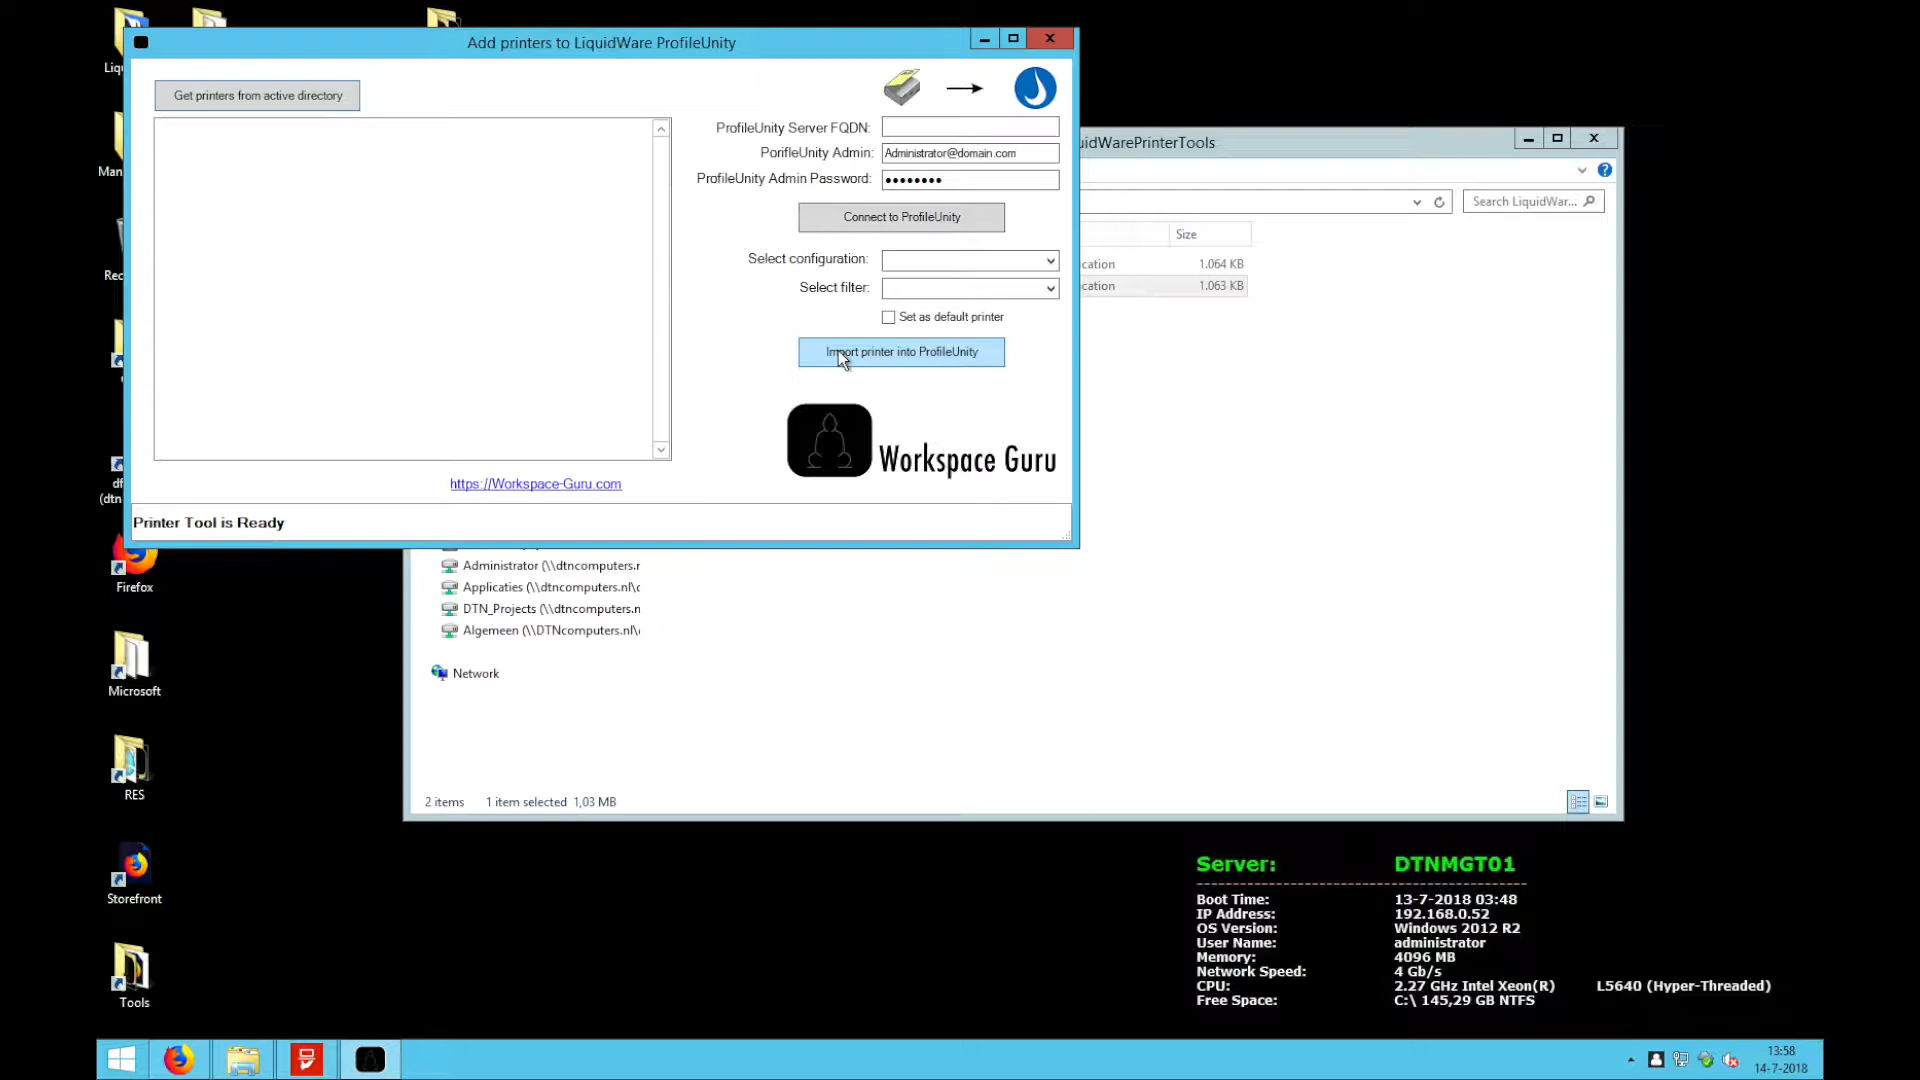 Add printers to LiquidWare ProfileUnity
Get printers from active directory
ProfileUnity Server FQDN:
PorifleUnity Admin:
Administrator@domain.com
ProfileUnity Admin Password:
Connect to ProfileUnity
Select configuration:
Select filter:
Set as default printer
Import printer into ProfileUnity
Workspace Guru
https://Workspace-Guru.com
Printer Tool is Ready
uidWarePrinterTools
Search LiquidWar...
Size
cation
1.064 KB
cation
1.063 KB
Administrator (\\dtncomputers.n
Applicaties (\\dtncomputers.nl\c
DTN_Projects (\\dtncomputers.n
Algemeen (\\DTNcomputers.nl\c
Network
2 items
1 item selected 1,03 MB
Liq
Man
Rec
df
(dtn
Firefox
Microsoft
RES
Storefront
Tools
Server: DTNMGT01
Boot Time: 13-7-2018 03:48
IP Address: 192.168.0.52
OS Version: Windows 2012 R2
User Name: administrator
Memory: 4096 MB
Network Speed: 4 Gb/s
CPU: 2.27 GHz Intel Xeon(R) L5640 (Hyper-Threaded)
Free Space: C:\ 145,29 GB NTFS
13:58
14-7-2018